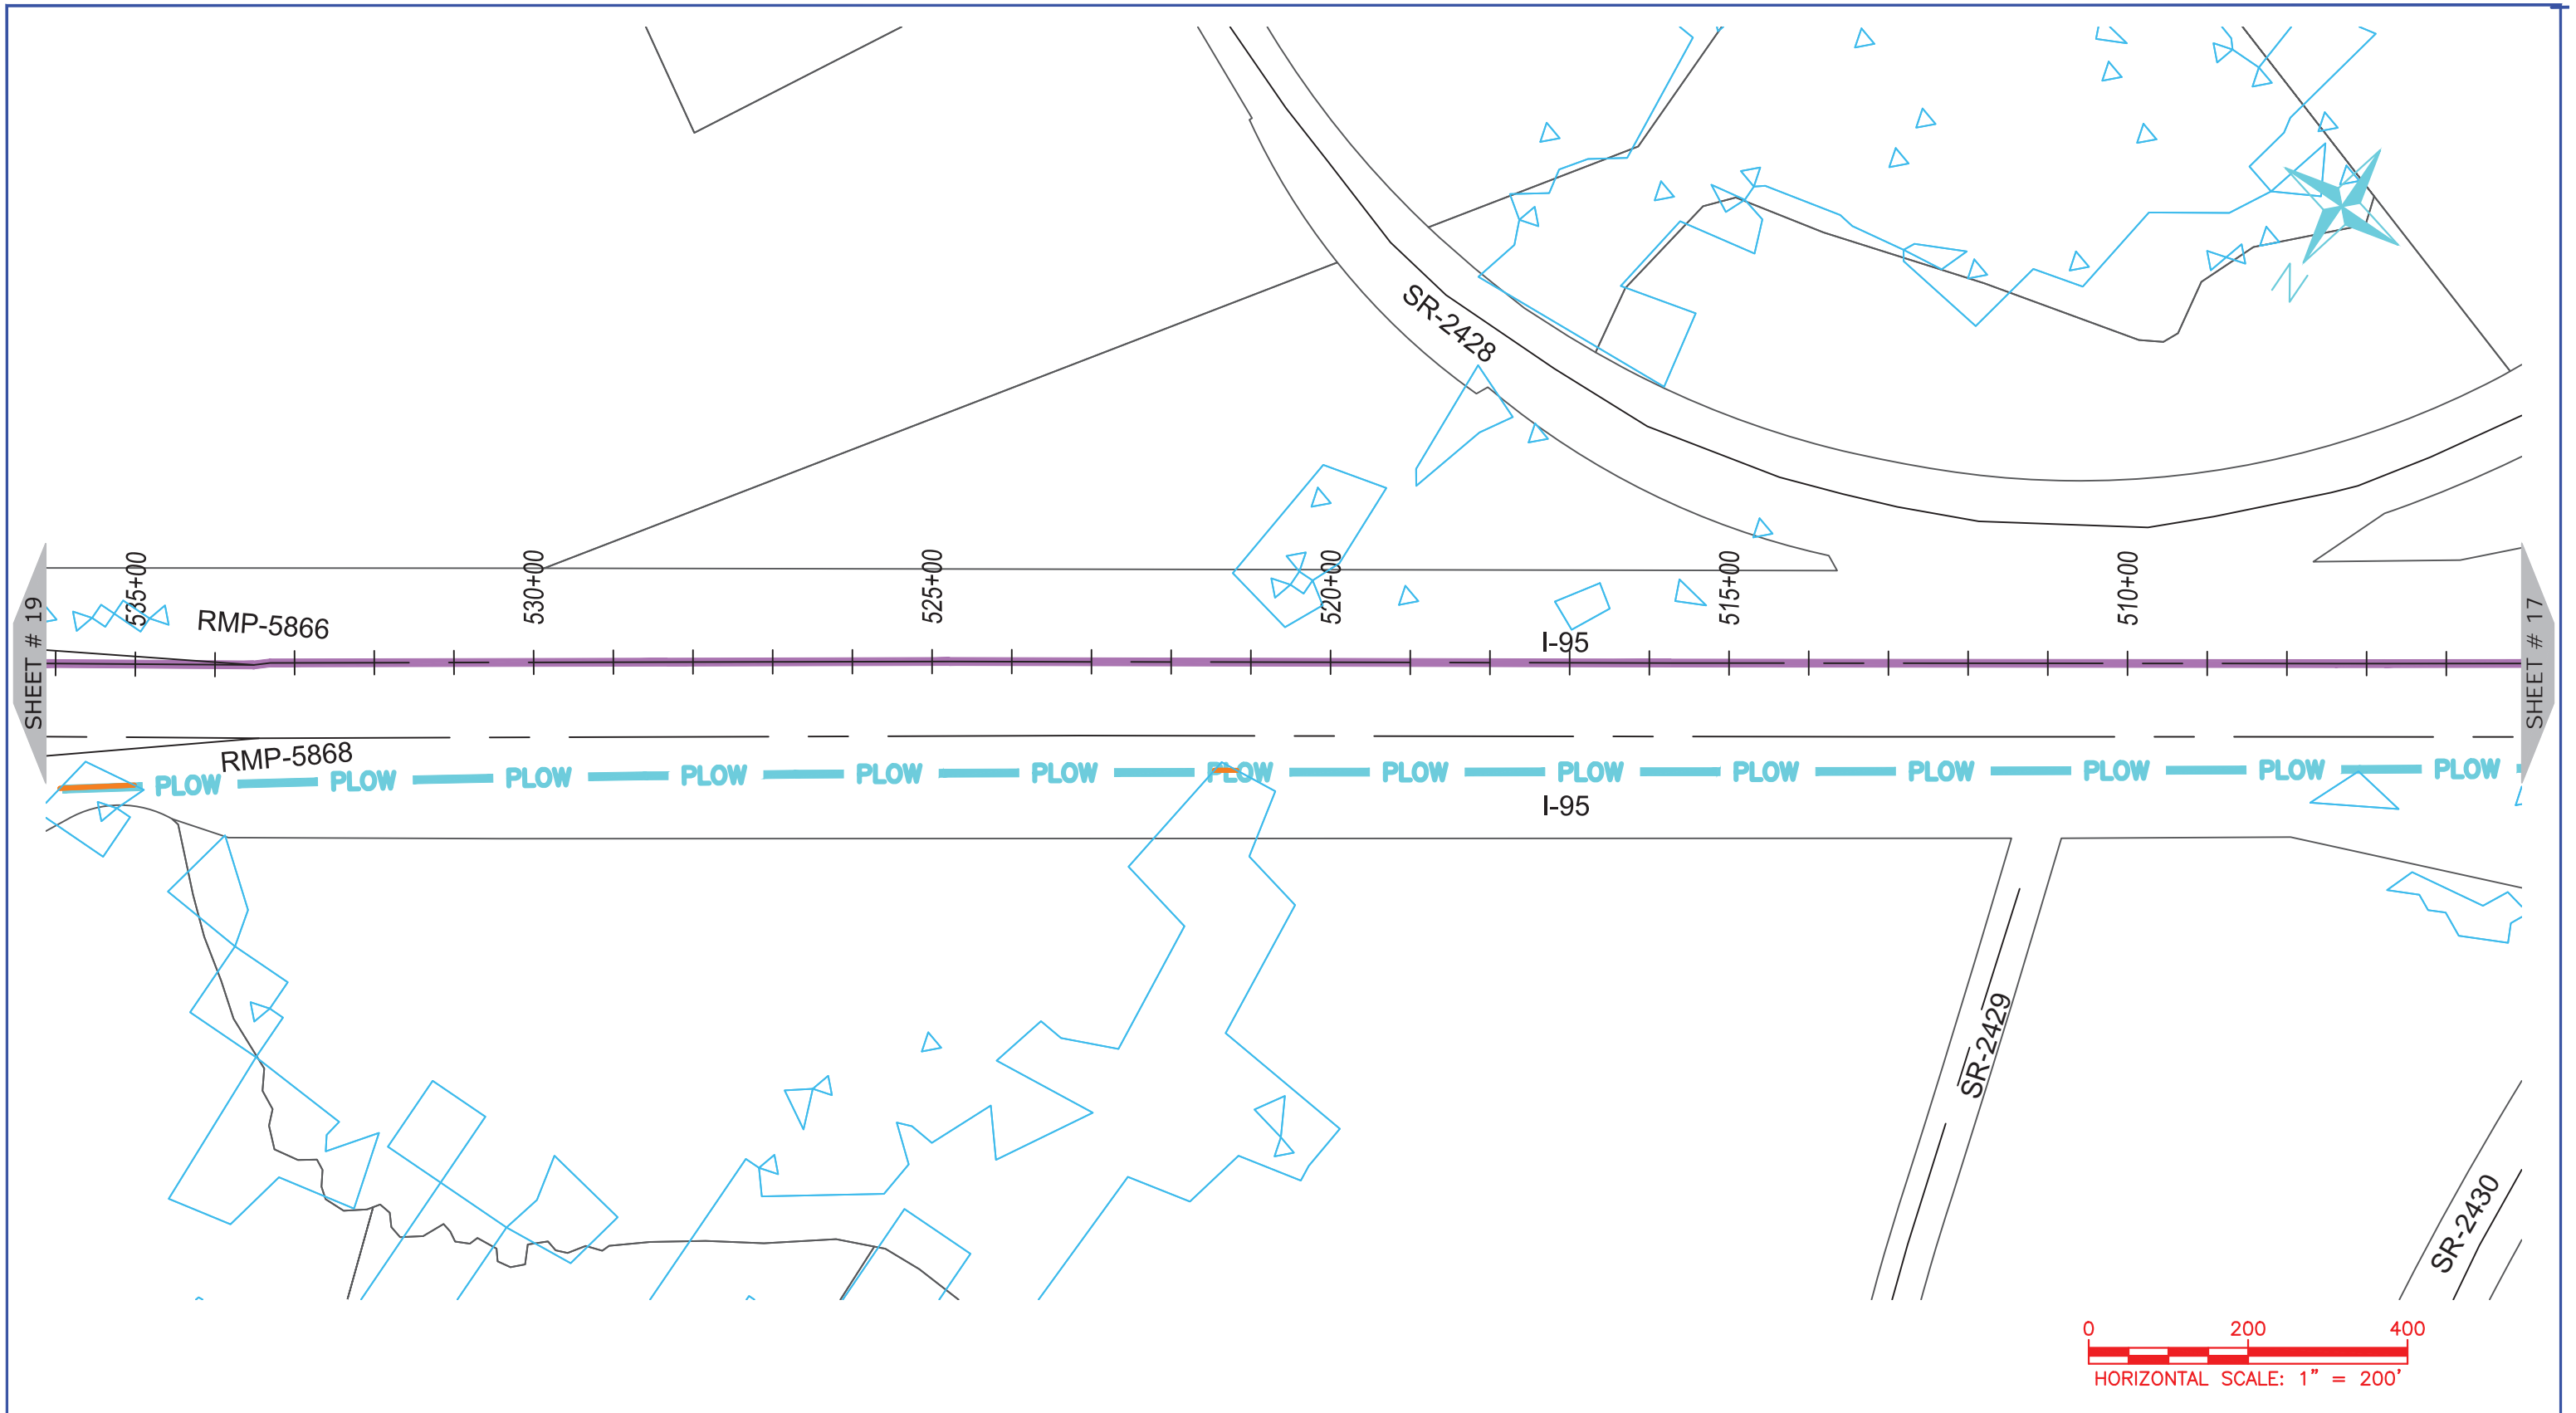 SR-2428
N
535+00
530+00
525+00
520+00
515+00
510+00
SHEET # 19
SHEET # 17
RMP-5866
I-95
RMP-5868
PLOW PLOW PLOW PLOW PLOW PLOW PLOW PLOW PLOW PLOW PLOW PLOW PLOW PLOW
I-95
SR-2429
SR-2430
0 200 400
HORIZONTAL SCALE: 1" = 200'